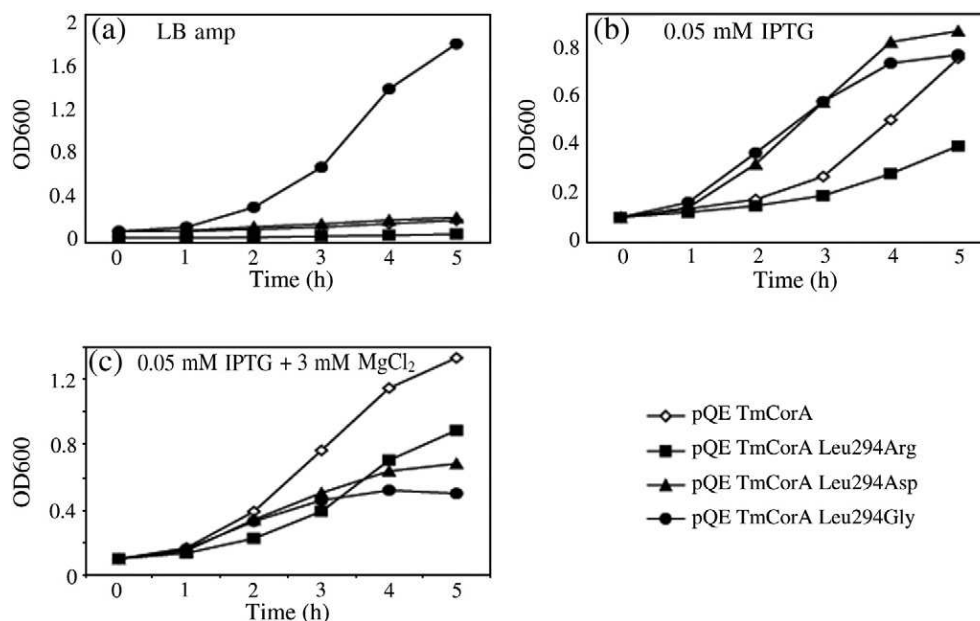 (a) LB amp
2
1.6
1.2
0.8
0.4
0
OD600
0 1 2 3 4 5
Time (h)
(b) 0.05 mM IPTG
0.8
0.6
0.4
0.2
0
OD600
0 1 2 3 4 5
Time (h)
(c) 0.05 mM IPTG + 3 mM MgCl₂
1.2
0.8
0.4
0
OD600
0 1 2 3 4 5
Time (h)
pQE TmCorA
pQE TmCorA Leu294Arg
pQE TmCorA Leu294Asp
pQE TmCorA Leu294Gly